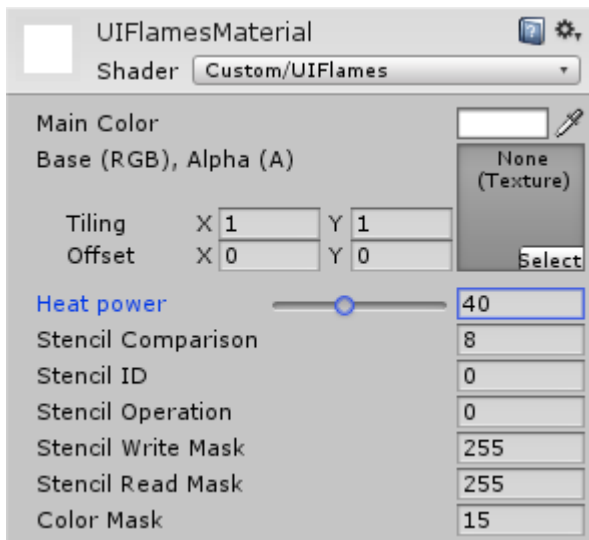 UIFlamesMaterial
Shader Custom/UIFlames
Main Color
Base (RGB), Alpha (A) None
(Texture)
Tiling X 1 Y 1
Offset X 0 Y 0 Select
Heat power 40
Stencil Comparison 8
Stencil ID 0
Stencil Operation 0
Stencil Write Mask 255
Stencil Read Mask 255
Color Mask 15